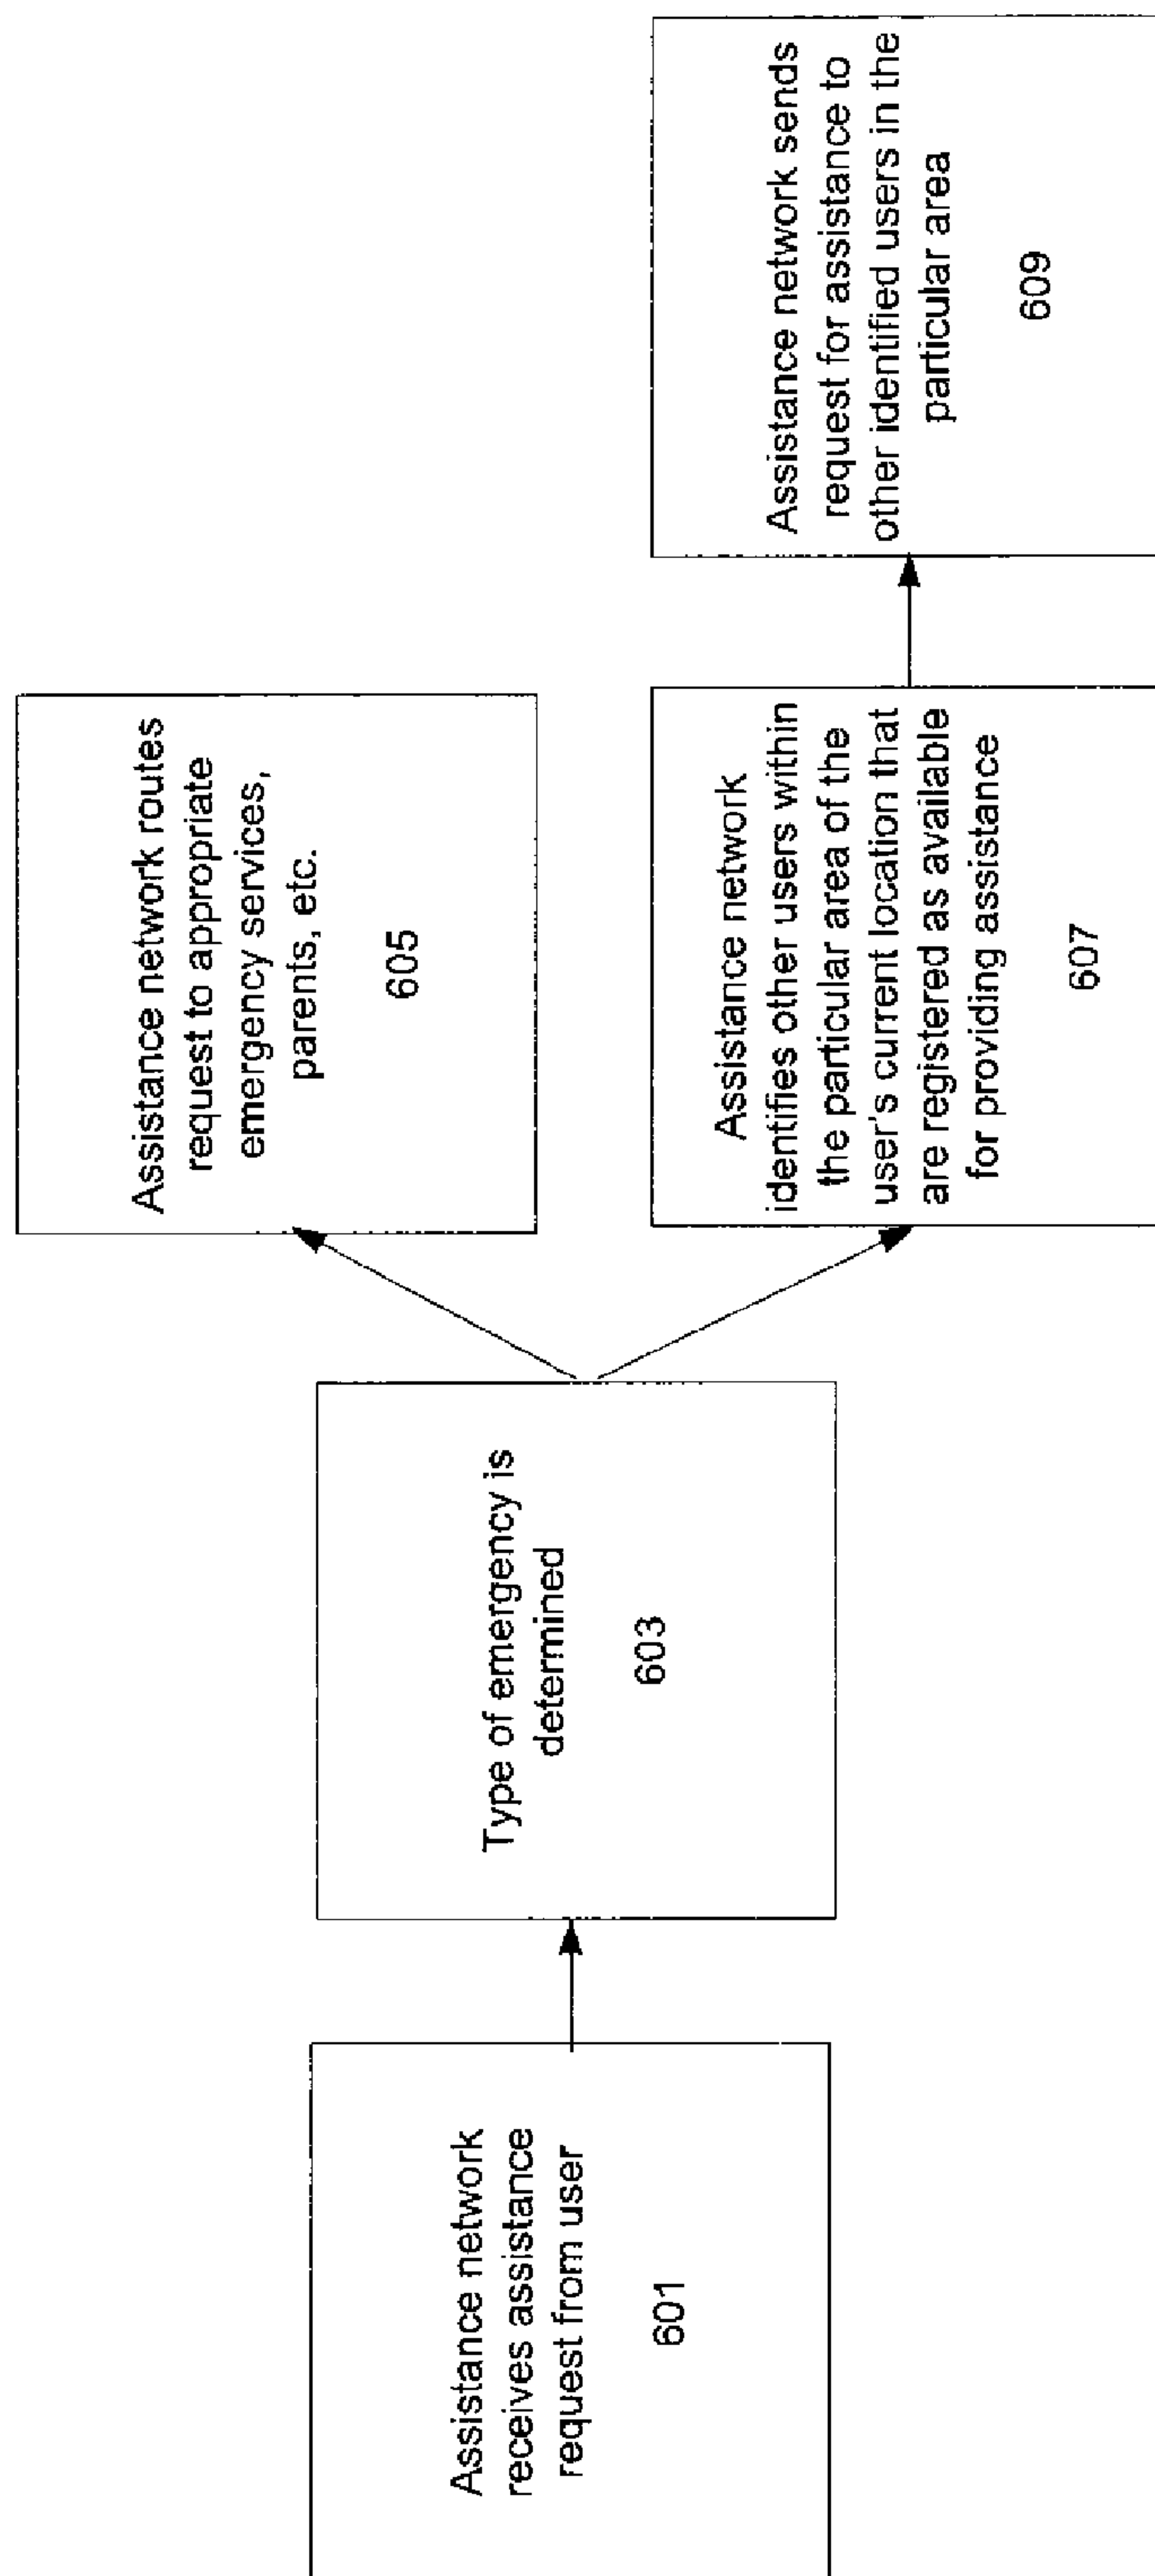 Assistance network
receives assistance
request from user
601
Type of emergency is
determined
603
Assistance network routes
request to appropriate
emergency services,
parents, etc.
605
Assistance network
identifies other users within
the particular area of the
user's current location that
are registered as available
for providing assistance
607
Assistance network sends
request for assistance to
other identified users in the
particular area
609